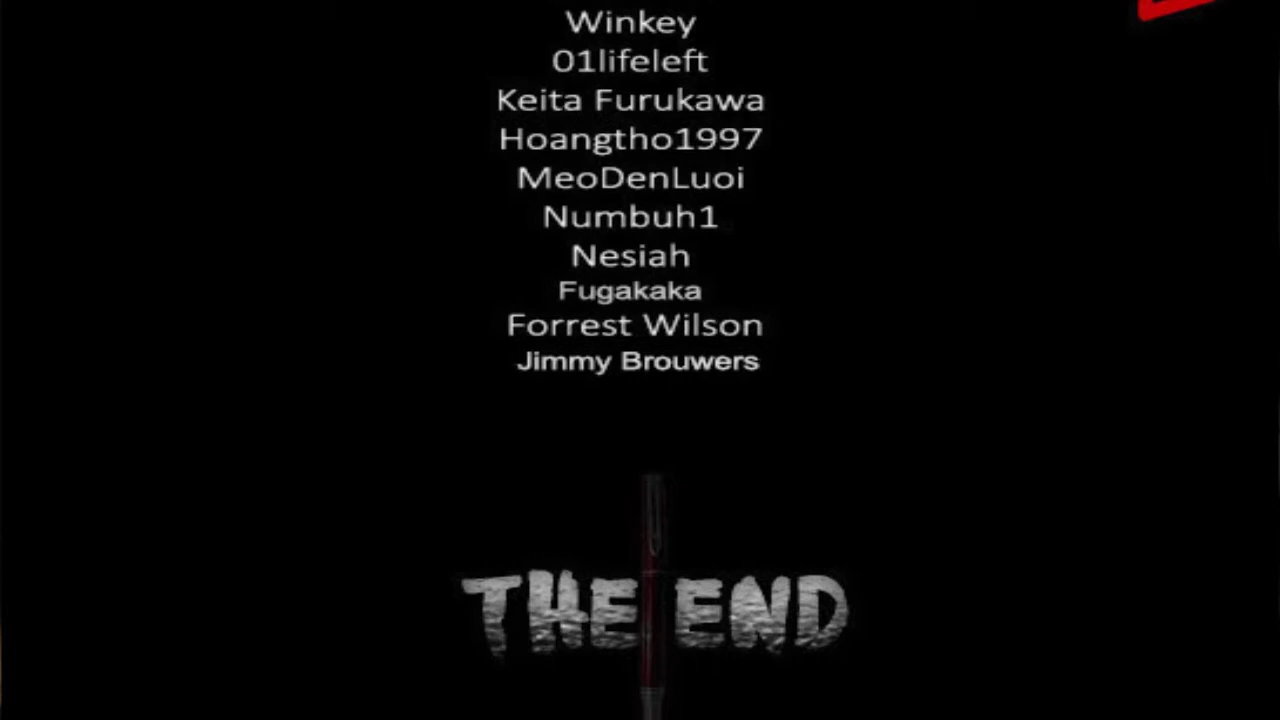 Winkey
01lifeleft
Keita Furukawa
Hoangtho1997
MeoDenLuoi
Numbuh1
Nesiah
Fugakaka
Forrest Wilson
Jimmy Brouwers
THE END